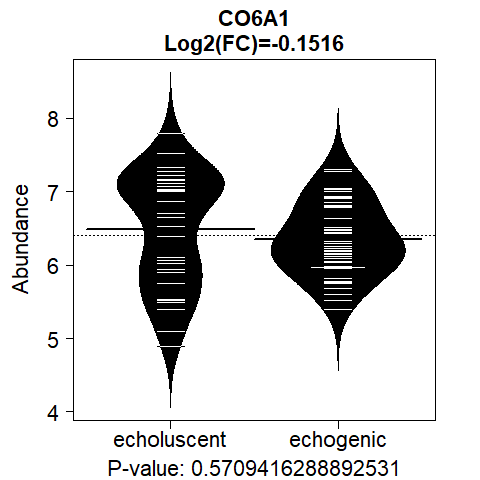 CO6A1
Log2(FC)=-0.1516
Abundance
8
7
6
5
4
echoluscent
echogenic
P-value: 0.5709416288892531